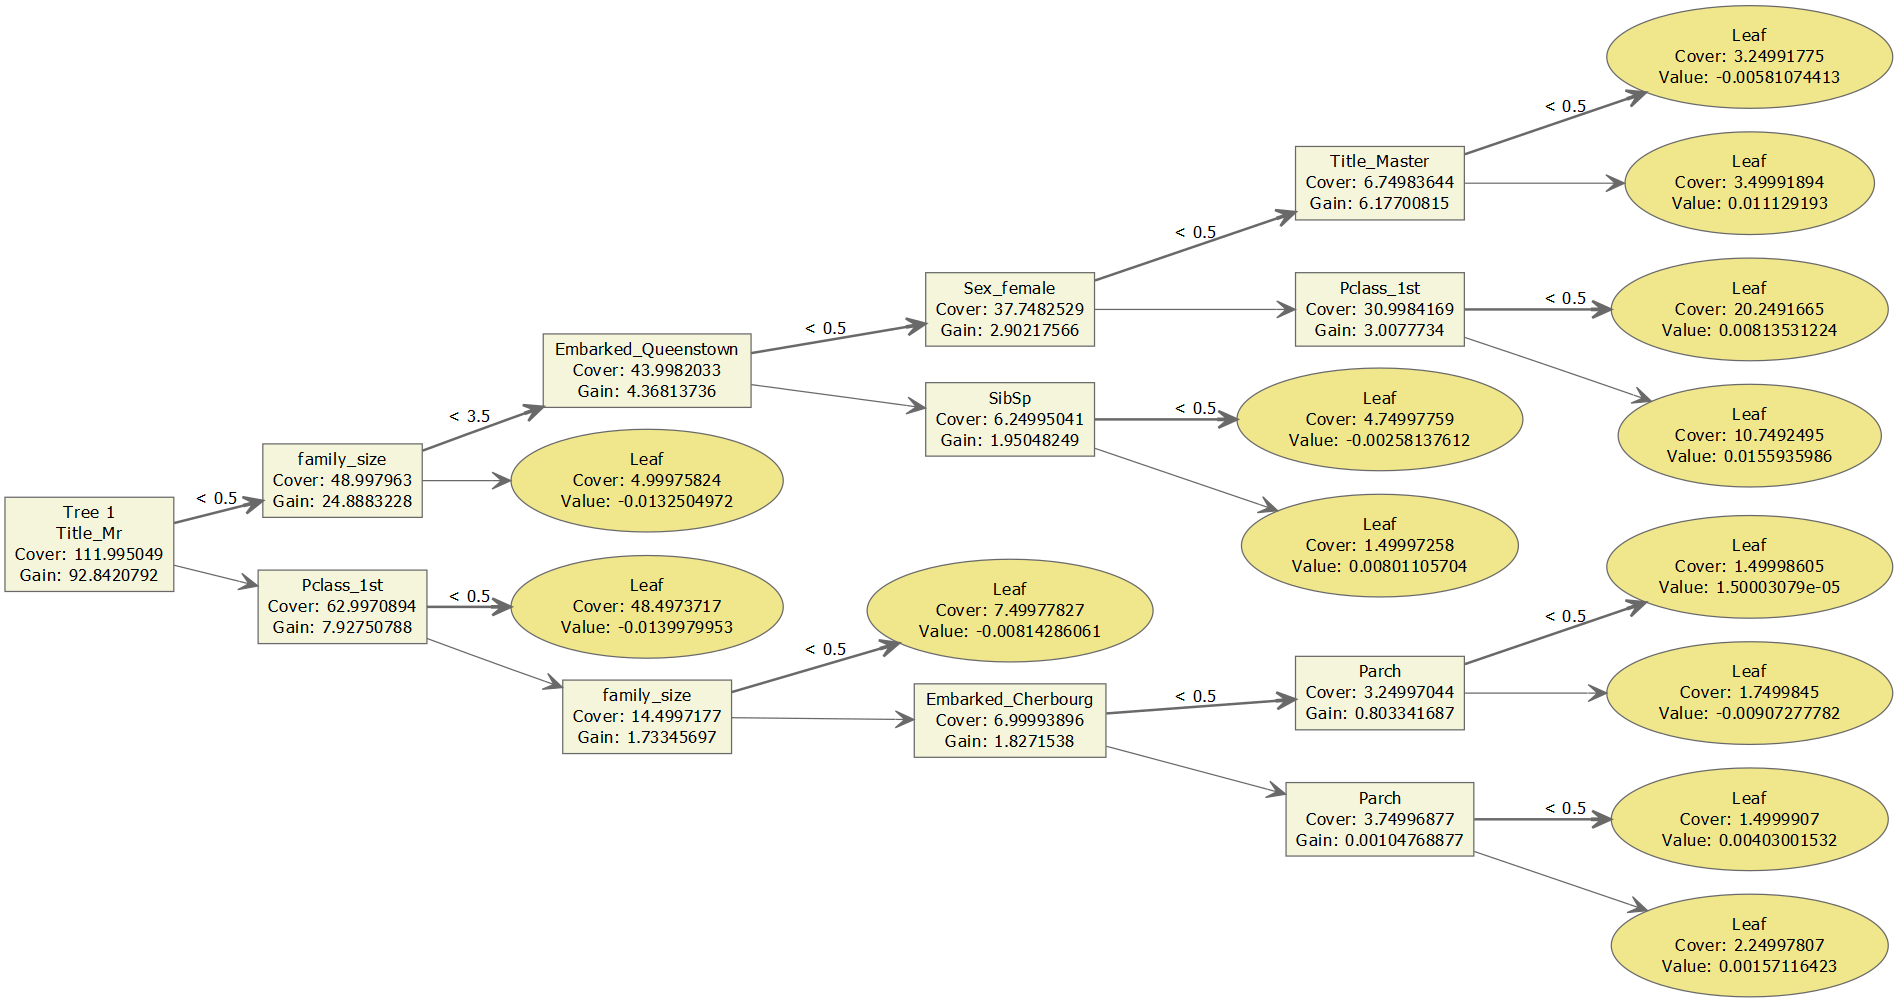 Tree 1
Title_Mr
Cover: 111.995049
Gain: 92.8420792
< 0.5
family_size
Cover: 48.997963
Gain: 24.8883228
Pclass_1st
Cover: 62.9970894
Gain: 7.92750788
< 3.5
< 0.5
Embarked_Queenstown
Cover: 43.9982033
Gain: 4.36813736
Leaf
Cover: 4.99975824
Value: -0.0132504972
Leaf
Cover: 48.4973717
Value: -0.0139979953
family_size
Cover: 14.4997177
Gain: 1.73345697
< 0.5
< 0.5
Sex_female
Cover: 37.7482529
Gain: 2.90217566
SibSp
Cover: 6.24995041
Gain: 1.95048249
Leaf
Cover: 7.49977827
Value: -0.00814286061
Embarked_Cherbourg
Cover: 6.99993896
Gain: 1.8271538
< 0.5
< 0.5
< 0.5
Title_Master
Cover: 6.74983644
Gain: 6.17700815
Pclass_1st
Cover: 30.9984169
Gain: 3.0077734
Leaf
Cover: 4.74997759
Value: -0.00258137612
Leaf
Cover: 1.49997258
Value: 0.00801105704
Parch
Cover: 3.24997044
Gain: 0.803341687
Parch
Cover: 3.74996877
Gain: 0.00104768877
< 0.5
< 0.5
< 0.5
< 0.5
Leaf
Cover: 3.24991775
Value: -0.00581074413
Leaf
Cover: 3.49991894
Value: 0.011129193
Leaf
Cover: 20.2491665
Value: 0.00813531224
Leaf
Cover: 10.7492495
Value: 0.0155935986
Leaf
Cover: 1.49998605
Value: 1.50003079e-05
Leaf
Cover: 1.7499845
Value: -0.00907277782
Leaf
Cover: 1.4999907
Value: 0.00403001532
Leaf
Cover: 2.24997807
Value: 0.00157116423